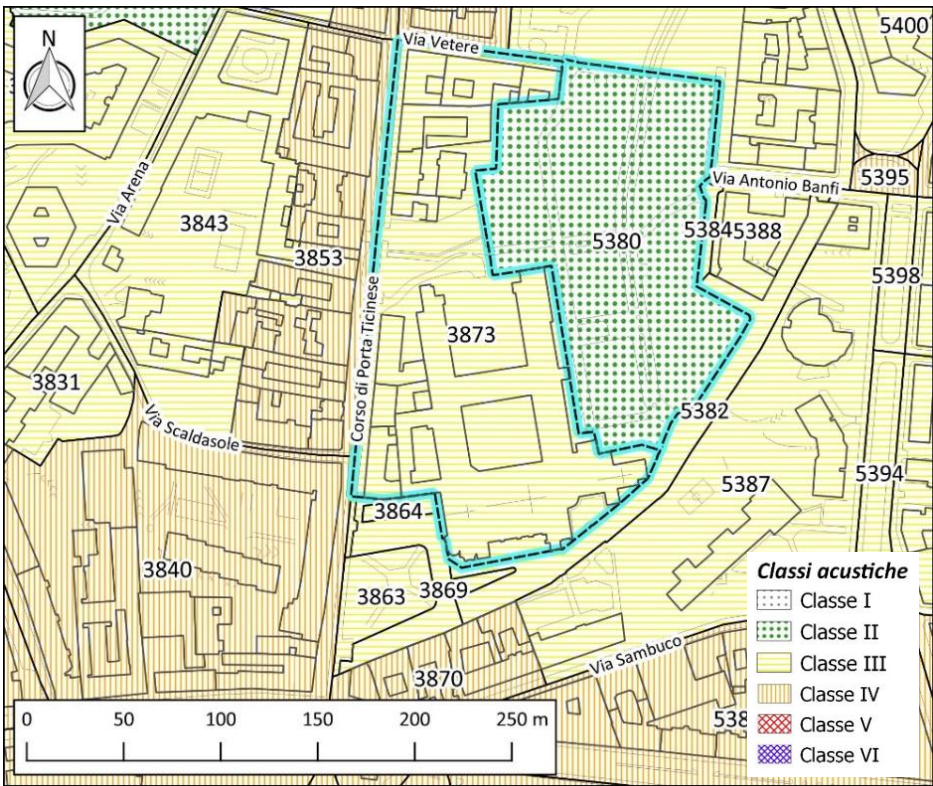 5400
N
Via Vetere
Via Arena
3843
3853
Via Antonio Banfi
5395
5380
5384
5388
5398
Corso di Porta Ticinese
3873
3831
Via Scaldasole
5382
5387
5394
3864
3840
3863
3869
3870
Via Sambuco
538
Classi acustiche
Classe I
Classe II
Classe III
Classe IV
Classe V
Classe VI
0 50 100 150 200 250 m